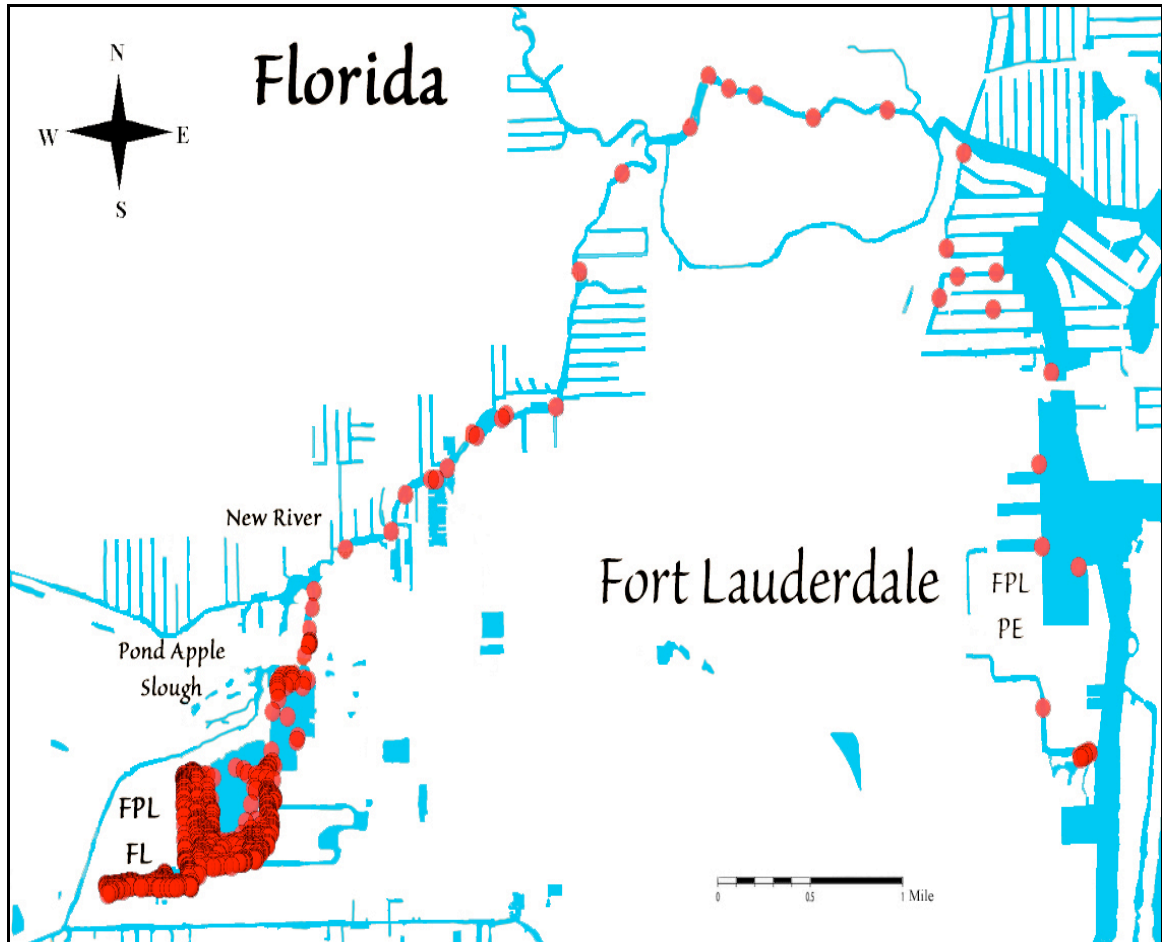 Florida
N
W E
S
New River
Fort Lauderdale
FPL
PE
Pond Apple
Slough
FPL
FL
0 0.5 1 Mile